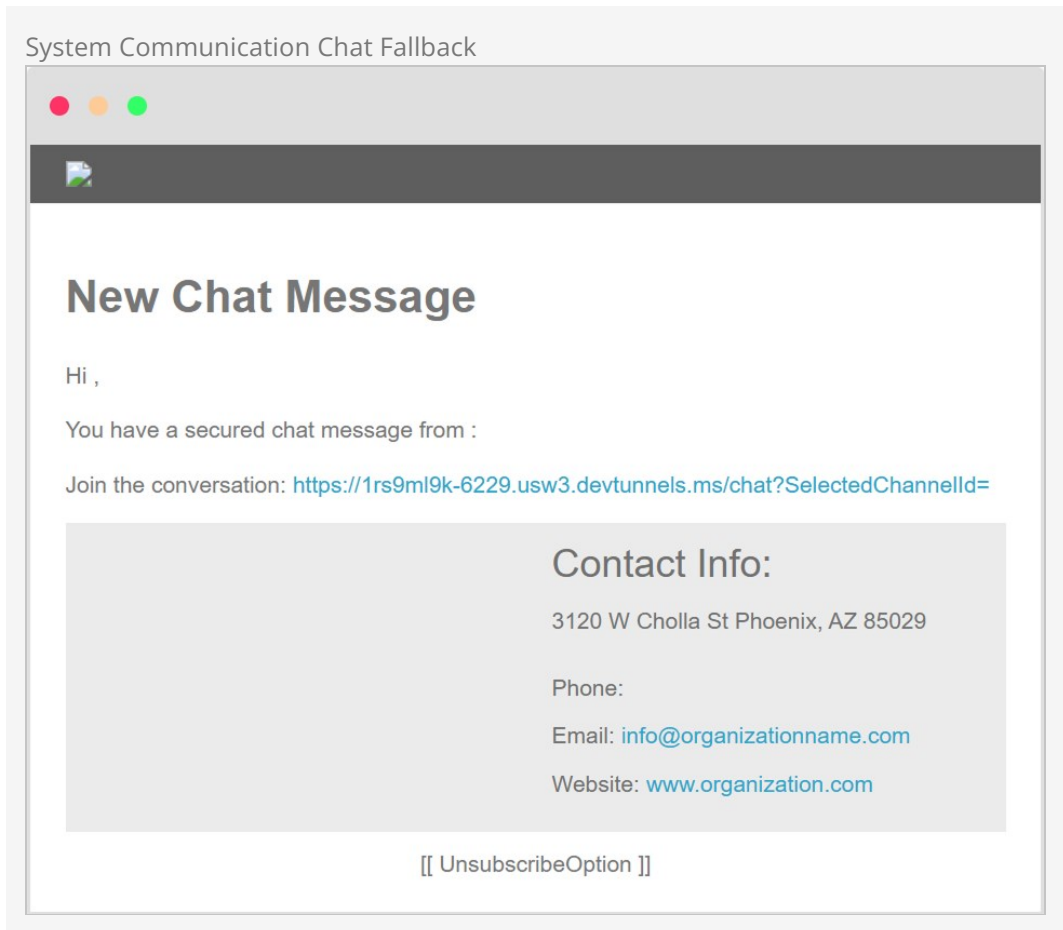 System Communication Chat Fallback
New Chat Message
Hi ,
You have a secured chat message from :
Join the conversation: https://1rs9ml9k-6229.usw3.devtunnels.ms/chat?SelectedChannelId=
Contact Info:
3120 W Cholla St Phoenix, AZ 85029
Phone:
Email: info@organizationname.com
Website: www.organization.com
[[ UnsubscribeOption ]]